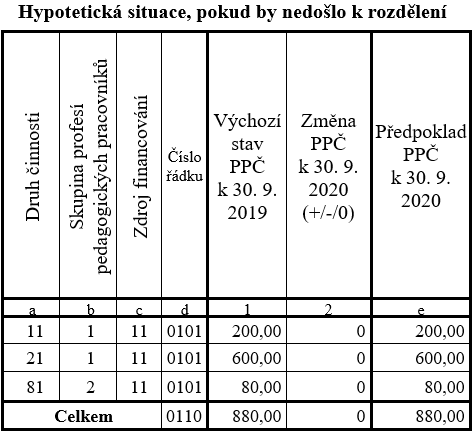 Hypotetická situace, pokud by nedošlo k rozdělení
Druh činnosti
Skupina profesí
pedagogických pracovníků
Zdroj financování
Číslo
řádku
Výchozí
stav
PPČ
k 30. 9.
2019
Změna
PPČ
k 30. 9.
2020
(+/-/0)
Předpoklad
PPČ
k 30. 9.
2020
a b c d 1 2 e
11 1 11 0101 200,00 0 200,00
21 1 11 0101 600,00 0 600,00
81 2 11 0101 80,00 0 80,00
Celkem 0110 880,00 0 880,00